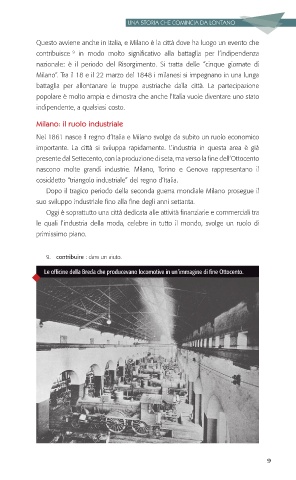 UNA STORIA CHE COMINCIA DA LONTANO
Questo avviene anche in Italia, e Milano è la città dove ha luogo un evento che
contribuisce 9 in modo molto significativo alla battaglia per l'indipendenza
nazionale: è il periodo del Risorgimento. Si tratta delle "cinque giornate di
Milano". Tra il 18 e il 22 marzo del 1848 i milanesi si impegnano in una lunga
battaglia per allontanare le truppe austriache dalla città. La partecipazione
popolare è molto ampia e dimostra che anche l'Italia vuole diventare uno stato
indipendente, a qualsiasi costo.
Milano: il ruolo industriale
Nel 1861 nasce il regno d'Italia e Milano svolge da subito un ruolo economico
importante. La città si sviluppa rapidamente. L'industria in questa area è già
presente dal Settecento, con la produzione di seta, ma verso la fine dell'Ottocento
nascono molte grandi industrie. Milano, Torino e Genova rappresentano il
cosiddetto "triangolo industriale" del regno d'Italia.
Dopo il tragico periodo della seconda guerra mondiale Milano prosegue il
suo sviluppo industriale fino alla fine degli anni settanta.
Oggi è soprattutto una città dedicata alle attività finanziarie e commerciali tra
le quali l'industria della moda, celebre in tutto il mondo, svolge un ruolo di
primissimo piano.
9. contribuire : dare un aiuto.
Le officine della Breda che producevano locomotive in un'immagine di fine Ottocento.
9